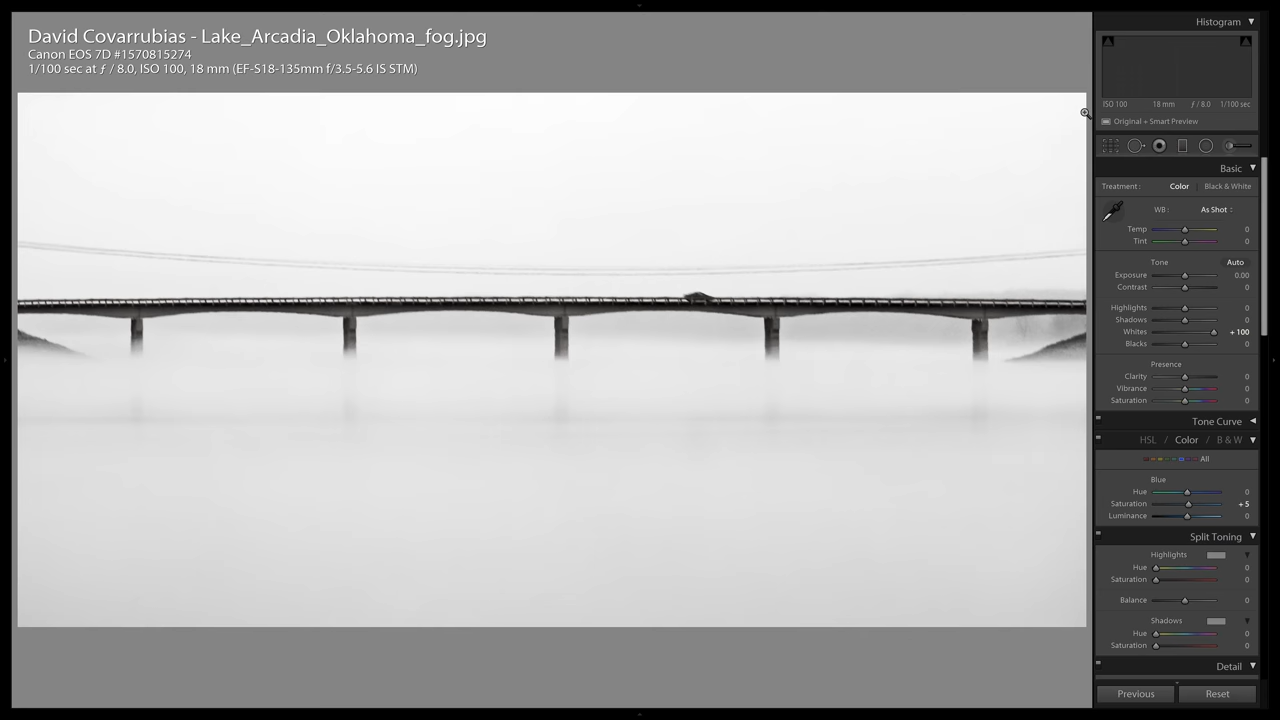 David Covarrubias - Lake_Arcadia_Oklahoma_fog.jpg
Canon EOS 7D #1570815274
1/100 sec at ƒ / 8.0, ISO 100, 18 mm (EF-S18-135mm f/3.5-5.6 IS STM)
Histogram
ISO 100 18 mm ƒ / 8.0 1/100 sec
Original + Smart Preview
Basic
Treatment : Color | Black & White
WB : As Shot
Temp 0
Tint 0
Tone Auto
Exposure 0.00
Contrast 0
Highlights 0
Shadows 0
Whites + 100
Blacks 0
Presence
Clarity 0
Vibrance 0
Saturation 0
Tone Curve
HSL / Color / B & W
All
Blue
Hue 0
Saturation + 5
Luminance 0
Split Toning
Highlights
Hue 0
Saturation 0
Balance 0
Shadows
Hue 0
Saturation 0
Detail
Previous Reset